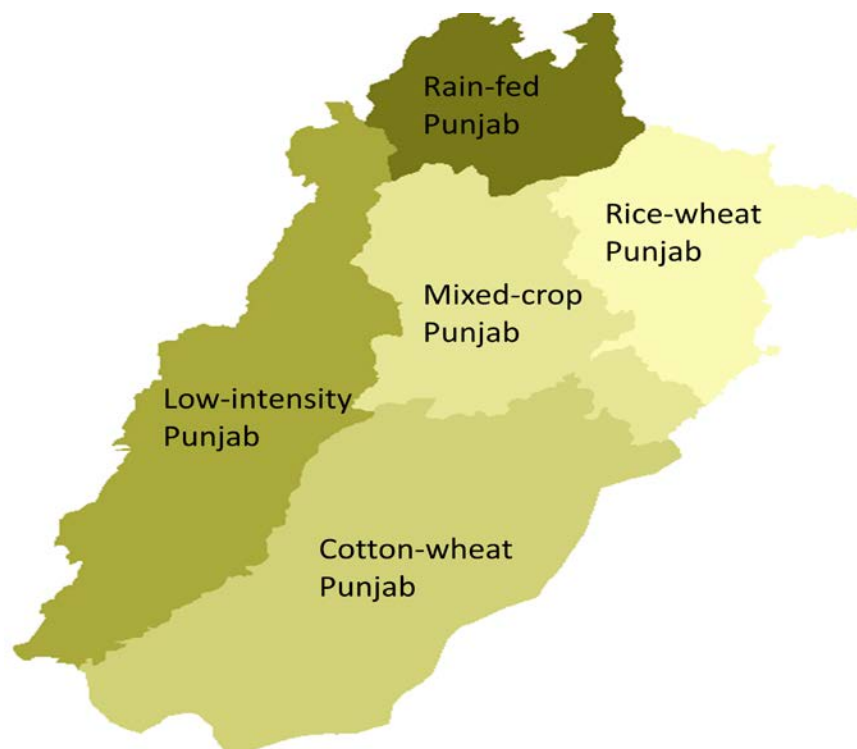 Rain-fed
Punjab
Rice-wheat
Punjab
Mixed-crop
Punjab
Low-intensity
Punjab
Cotton-wheat
Punjab